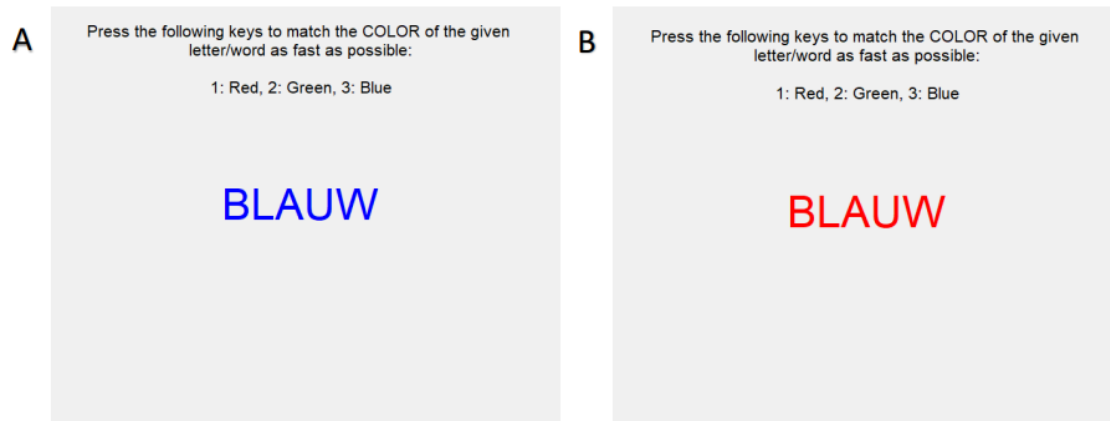 A
Press the following keys to match the COLOR of the given
letter/word as fast as possible:
1: Red, 2: Green, 3: Blue
BLAUW
B
Press the following keys to match the COLOR of the given
letter/word as fast as possible:
1: Red, 2: Green, 3: Blue
BLAUW